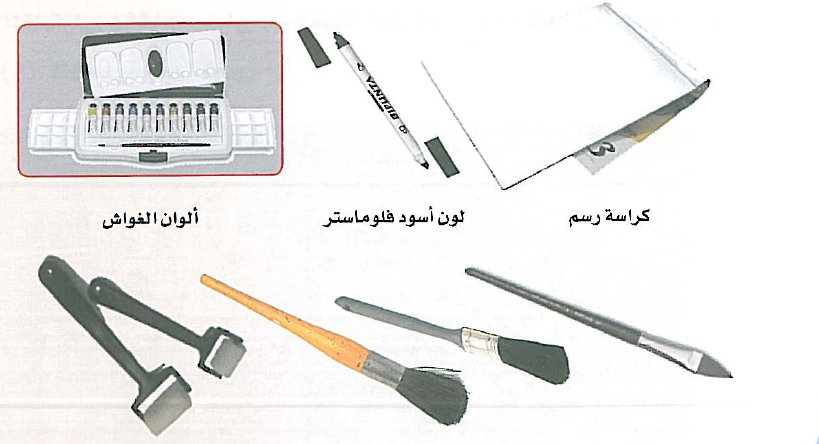 كراسة رسم
لون أسود فلوماستر
ألوان الغواش